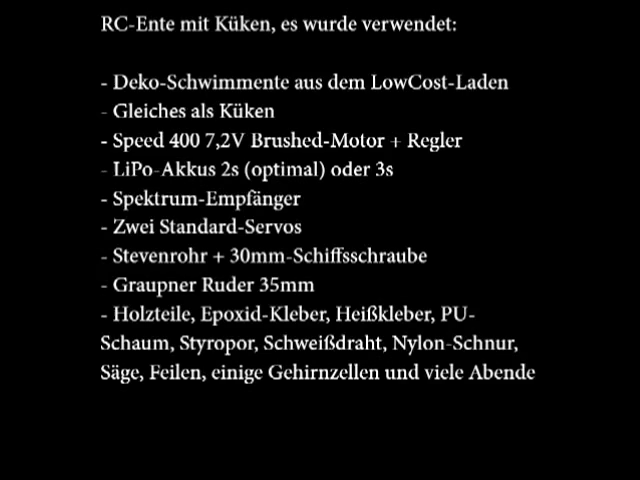 RC-Ente mit Küken, es wurde verwendet:
- Deko-Schwimmente aus dem LowCost-Laden
- Gleiches als Küken
- Speed 400 7,2V Brushed-Motor + Regler
- LiPo-Akkus 2s (optimal) oder 3s
- Spektrum-Empfänger
- Zwei Standard-Servos
- Stevenrohr + 30mm-Schiffsschraube
- Graupner Ruder 35mm
- Holzteile, Epoxid-Kleber, Heißkleber, PU-
Schaum, Styropor, Schweißdraht, Nylon-Schnur,
Säge, Feilen, einige Gehirnzellen und viele Abende